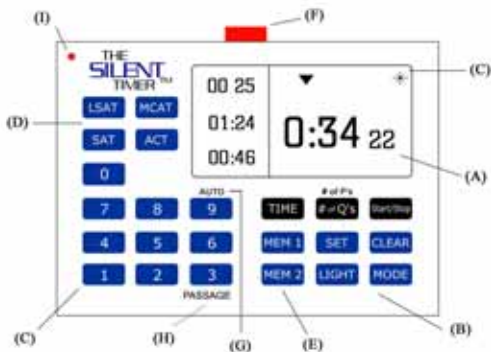 (I)
(F)
THE
SILENT
TIMER™
(C)
LSAT MCAT
(D)
SAT ACT
0
00 25
01:24
00:46
0:34 22
(A)
AUTO
# of P's
7 8 9
TIME # of Q's Start/Stop
4 5 6
MEM 1 SET CLEAR
1 2 3
MEM 2 LIGHT MODE
PASSAGE
(C)
(H)
(G)
(E)
(B)